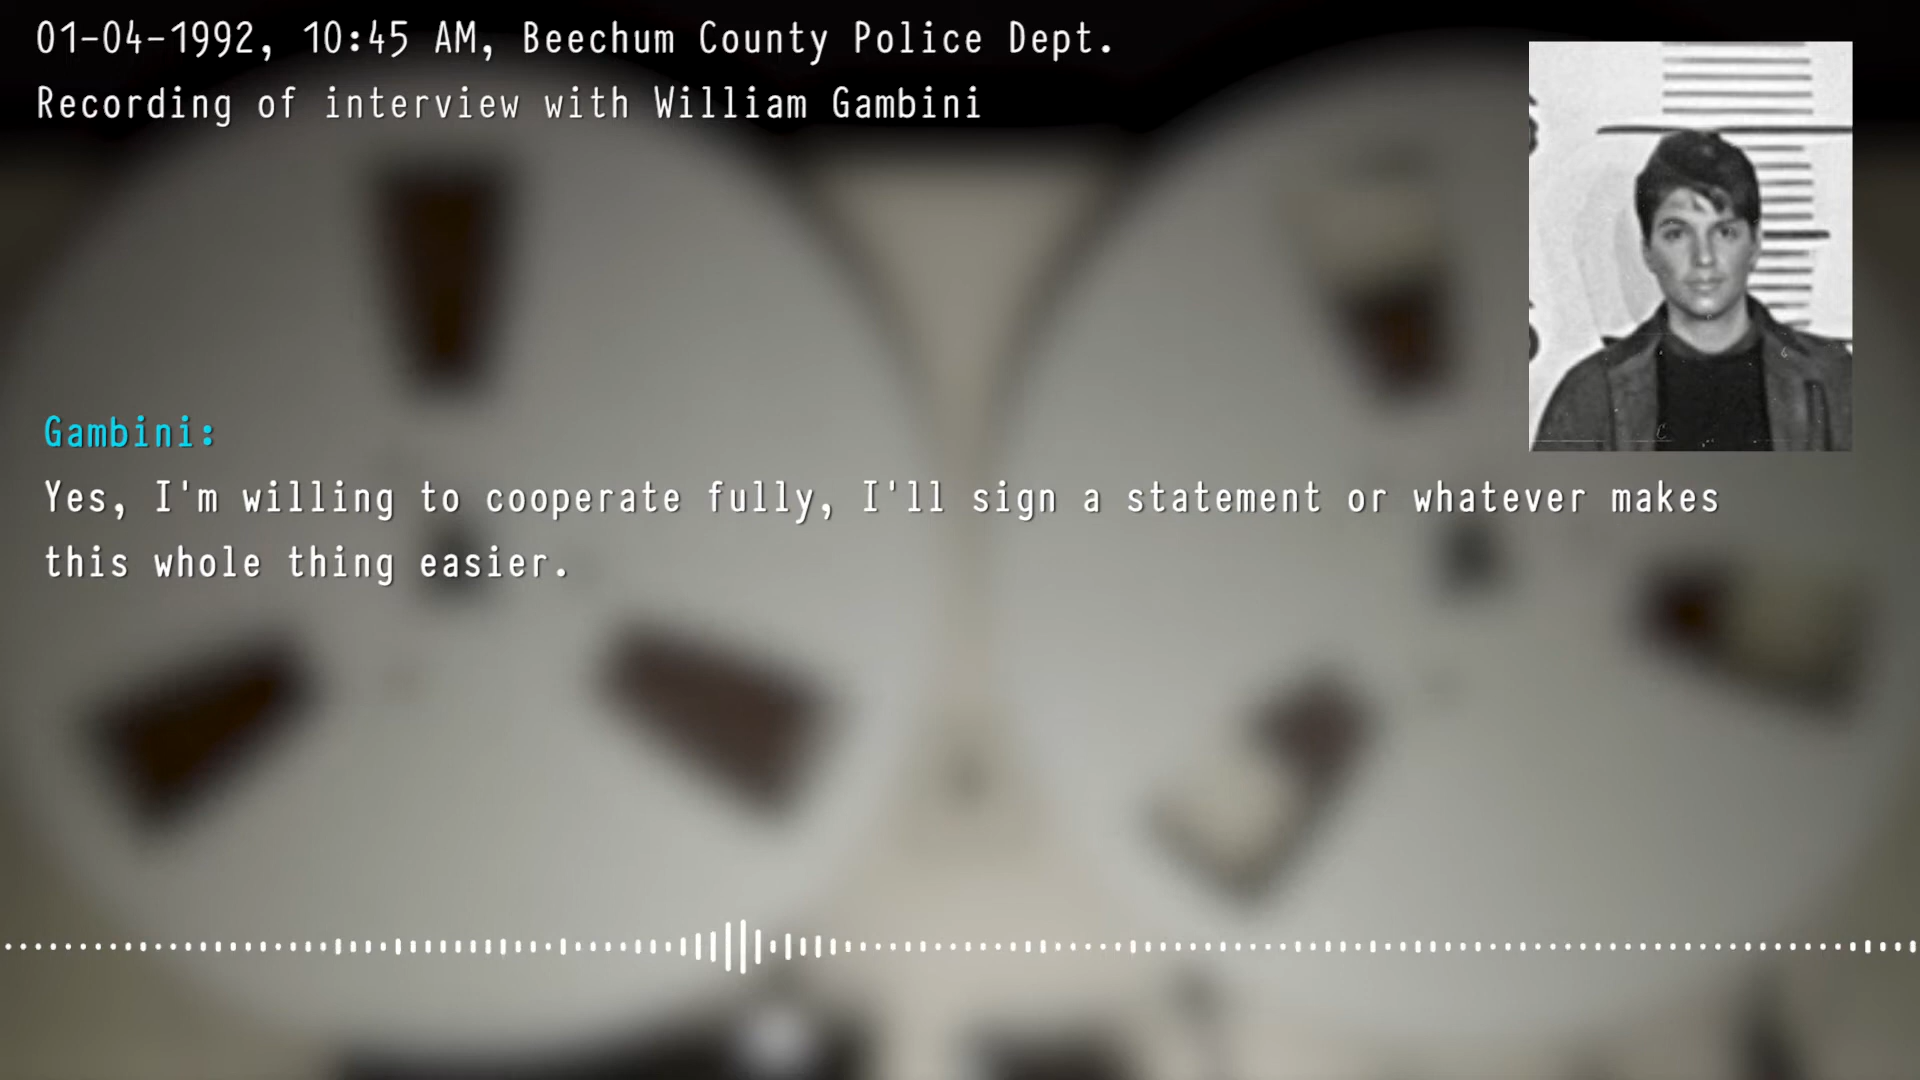 01-04-1992, 10:45 AM, Beechum County Police Dept.
Recording of interview with William Gambini
Gambini:
Yes, I'm willing to cooperate fully, I'll sign a statement or whatever makes
this whole thing easier.